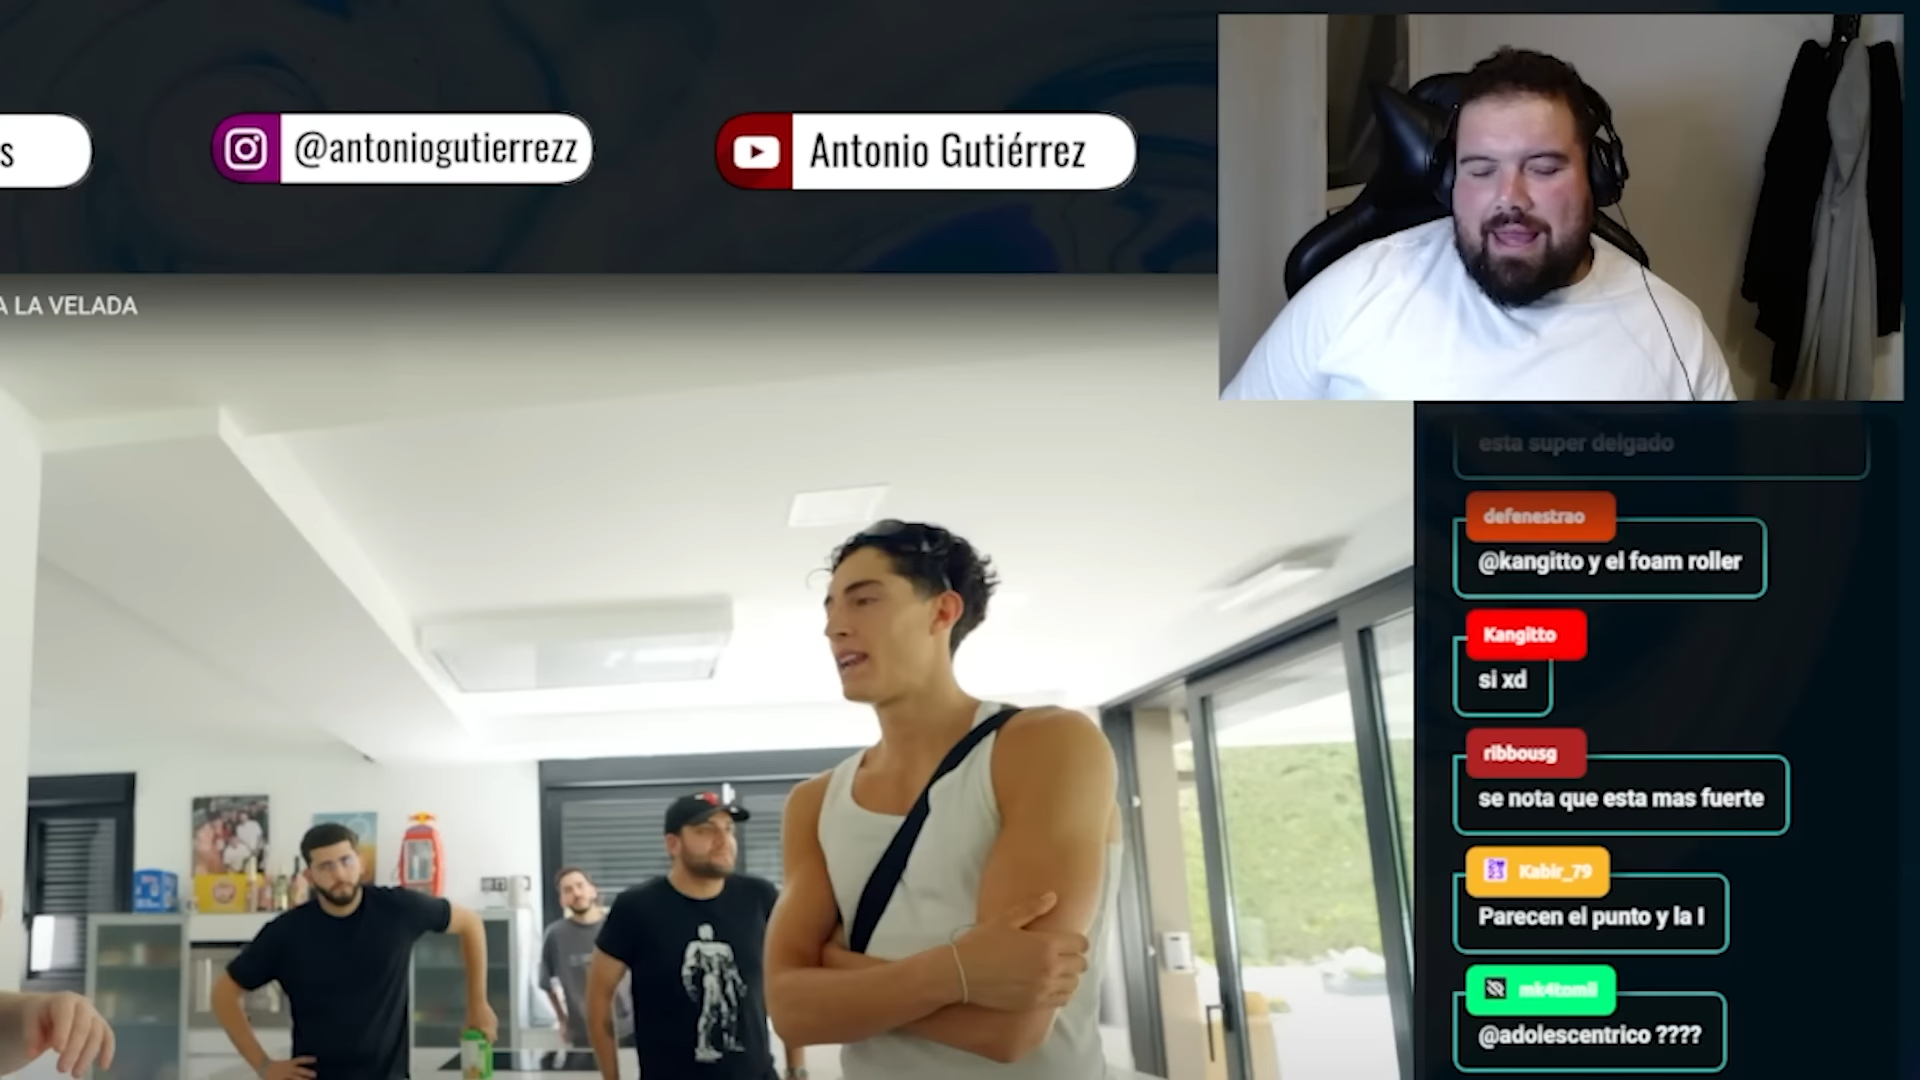 s
@antoniogutierrezz
Antonio Gutiérrez
A LA VELADA
esta super delgado
defenestrao
@kangitto y el foam roller
Kangitto
si xd
ribbousg
se nota que esta mas fuerte
Kabir_79
Parecen el punto y la I
mk4tomii
@adolescentrico ????